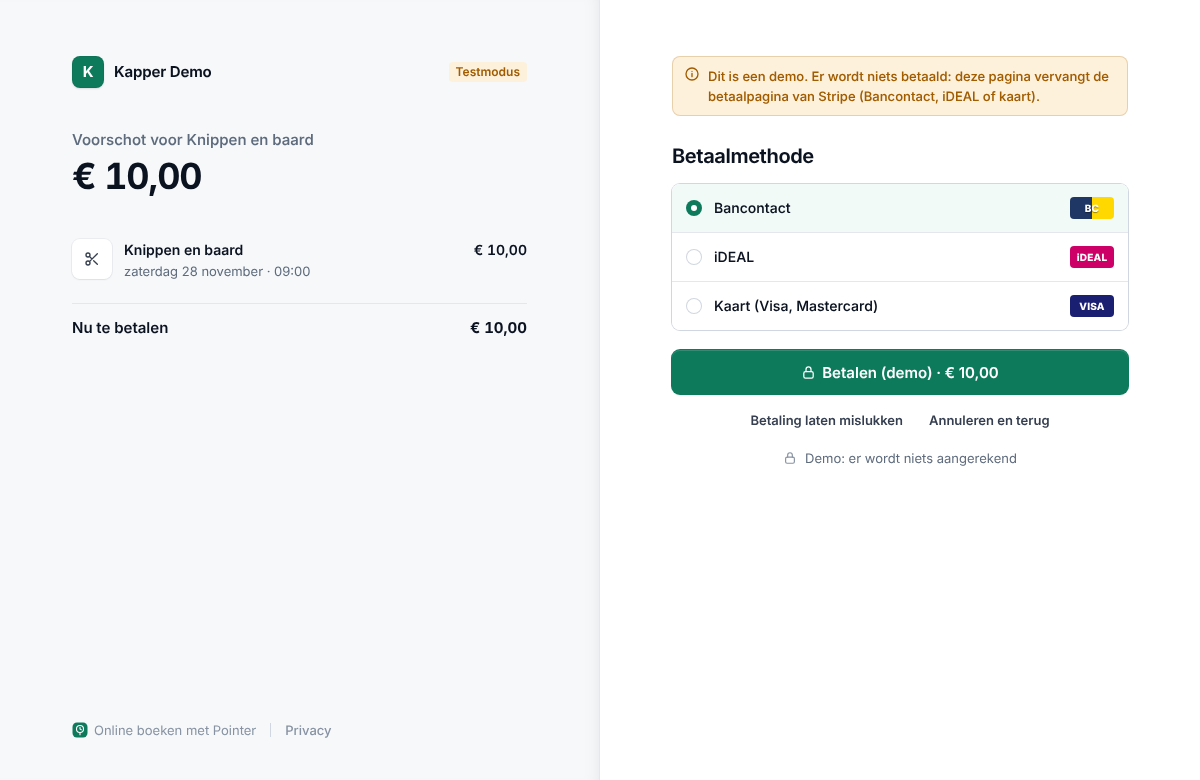 K
Kapper Demo
Testmodus
Voorschot voor Knippen en baard
€ 10,00
Knippen en baard
€ 10,00
zaterdag 28 november · 09:00
Nu te betalen
€ 10,00
Online boeken met Pointer
Privacy
Dit is een demo. Er wordt niets betaald: deze pagina vervangt de
betaalpagina van Stripe (Bancontact, iDEAL of kaart).
Betaalmethode
Bancontact
BC
iDEAL
iDEAL
Kaart (Visa, Mastercard)
VISA
Betalen (demo) · € 10,00
Betaling laten mislukken
Annuleren en terug
Demo: er wordt niets aangerekend